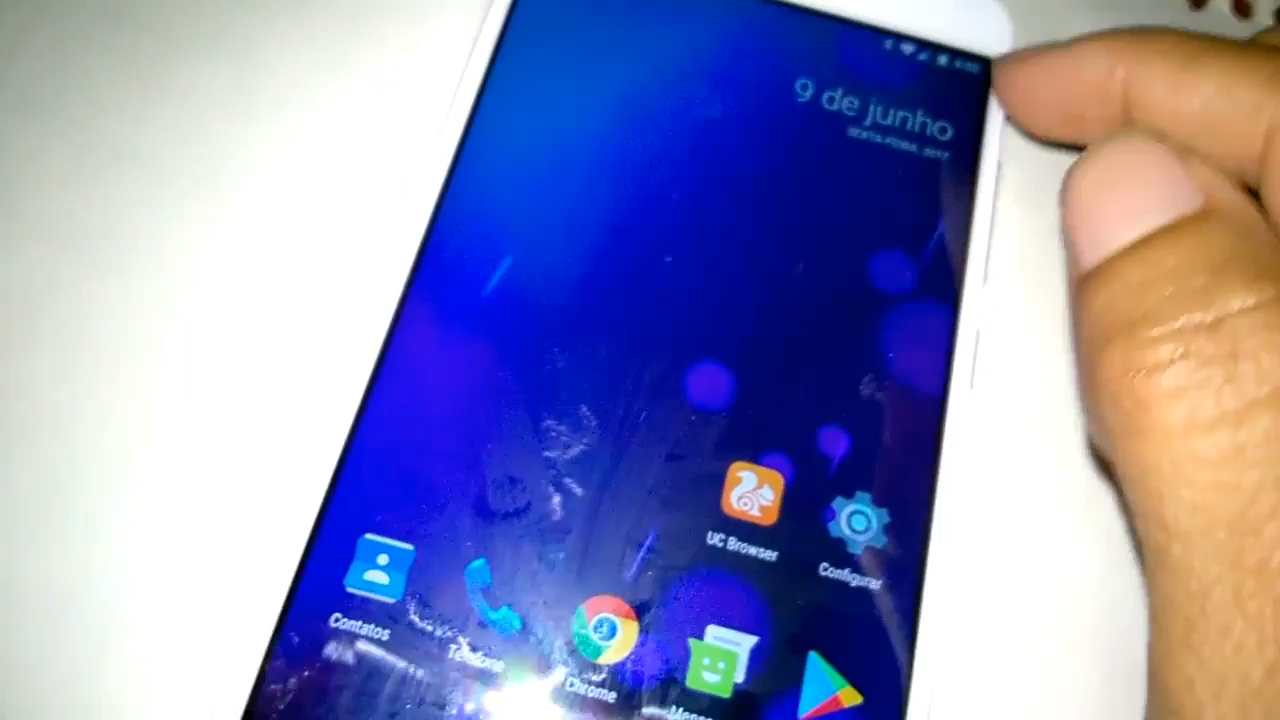 9 de junho
SEXTA-FEIRA, 2017
UC Browser
Configurar
Contatos
Telefone
Chrome